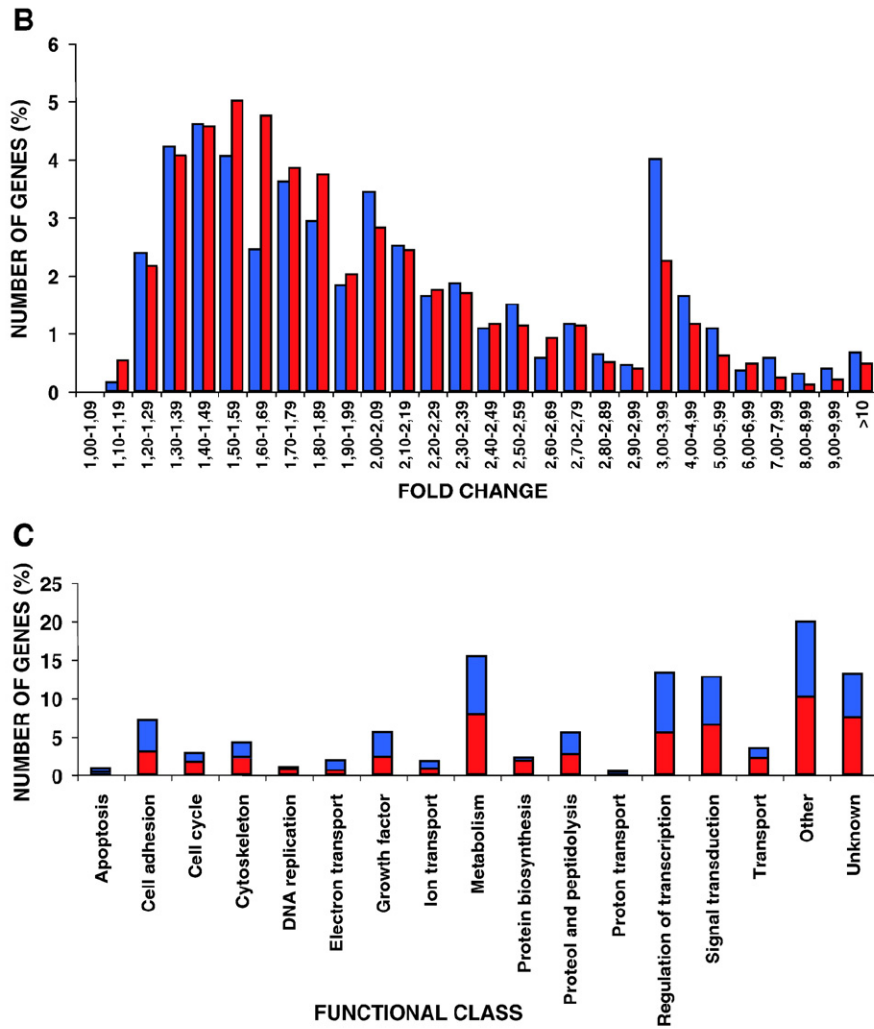 B
NUMBER OF GENES (%)
6
5
4
3
2
1
0
1,00-1,09
1,10-1,19
1,20-1,29
1,30-1,39
1,40-1,49
1,50-1,59
1,60-1,69
1,70-1,79
1,80-1,89
1,90-1,99
2,00-2,09
2,10-2,19
2,20-2,29
2,30-2,39
2,40-2,49
2,50-2,59
2,60-2,69
2,70-2,79
2,80-2,89
2,90-2,99
3,00-3,99
4,00-4,99
5,00-5,99
6,00-6,99
7,00-7,99
8,00-8,99
9,00-9,99
>10
FOLD CHANGE
C
NUMBER OF GENES (%)
25
20
15
10
5
0
Apoptosis
Cell adhesion
Cell cycle
Cytoskeleton
DNA replication
Electron transport
Growth factor
Ion transport
Metabolism
Protein biosynthesis
Proteol and peptidolysis
Proton transport
Regulation of transcription
Signal transduction
Transport
Other
Unknown
FUNCTIONAL CLASS